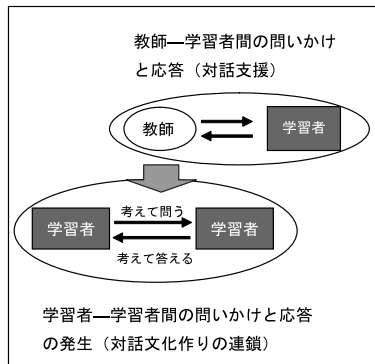 教師―学習者間の問いかけ
と応答（対話支援）
教師
学習者
学習者
考えて問う
学習者
考えて答える
学習者―学習者間の問いかけと応答
の発生（対話文化作りの連鎖）